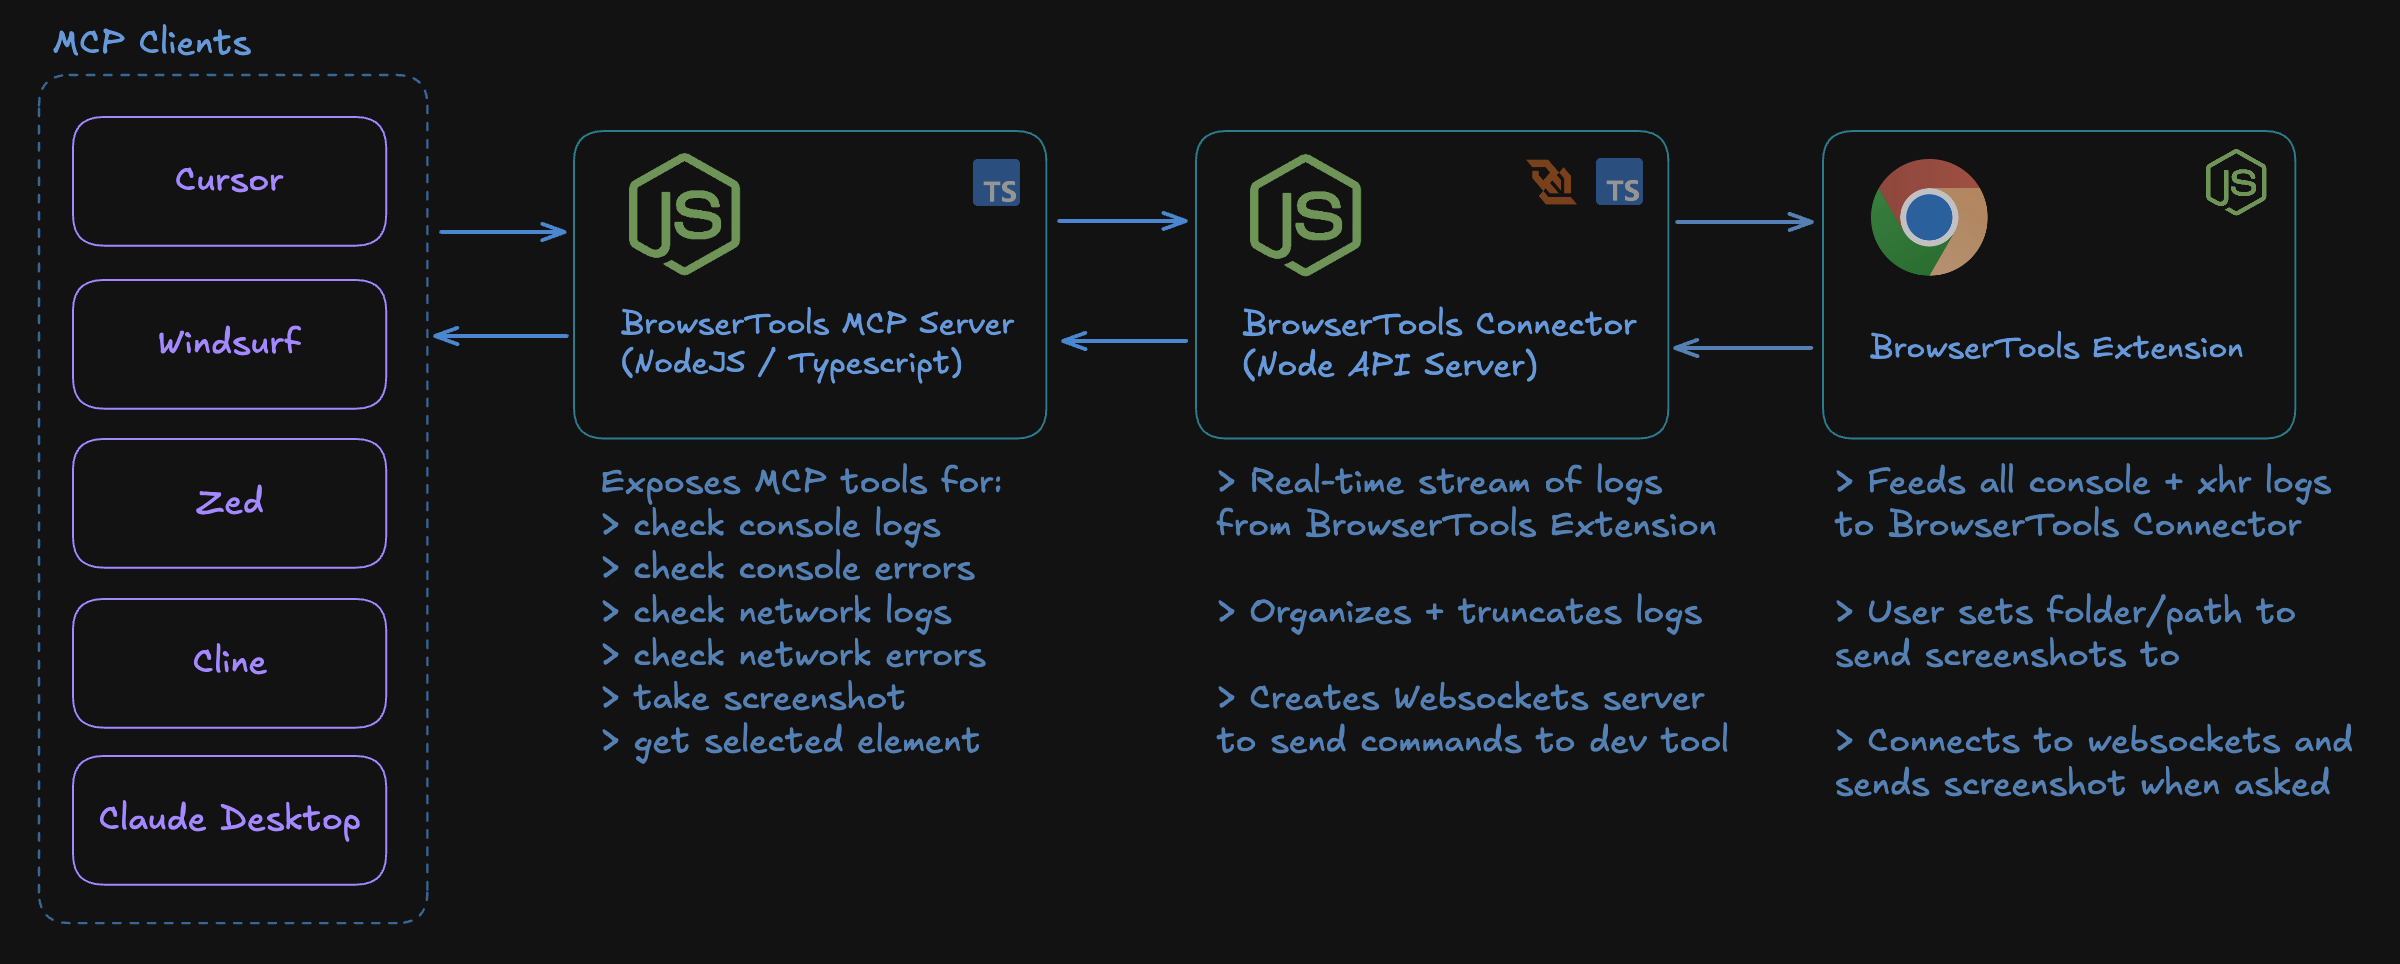 MCP Clients
Cursor
Windsurf
Zed
Cline
Claude Desktop
JS
TS
BrowserTools MCP Server
(NodeJS / Typescript)
Exposes MCP tools for:
> check console logs
> check console errors
> check network logs
> check network errors
> take screenshot
> get selected element
JS
TS
BrowserTools Connector
(Node API Server)
> Real-time stream of logs
from BrowserTools Extension
> Organizes + truncates logs
> Creates Websockets server
to send commands to dev tool
JS
BrowserTools Extension
> Feeds all console + xhr logs
to BrowserTools Connector
> User sets folder/path to
send screenshots to
> Connects to websockets and
sends screenshot when asked